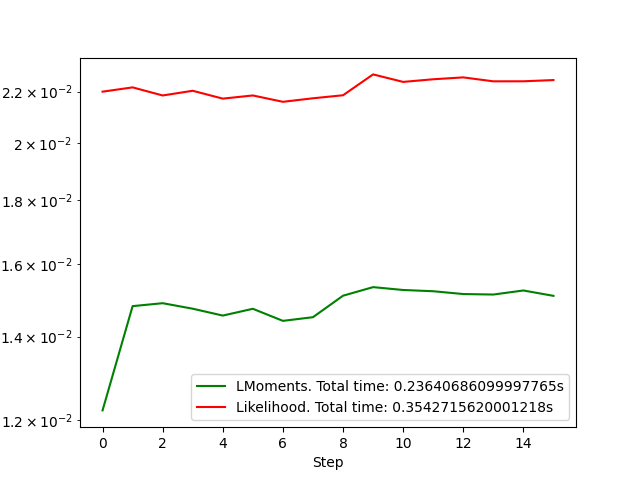 2.2 × 10⁻²
2 × 10⁻²
1.8 × 10⁻²
1.6 × 10⁻²
1.4 × 10⁻²
1.2 × 10⁻²
LMoments. Total time: 0.23640686099997765s
Likelihood. Total time: 0.3542715620001218s
0 2 4 6 8 10 12 14
Step